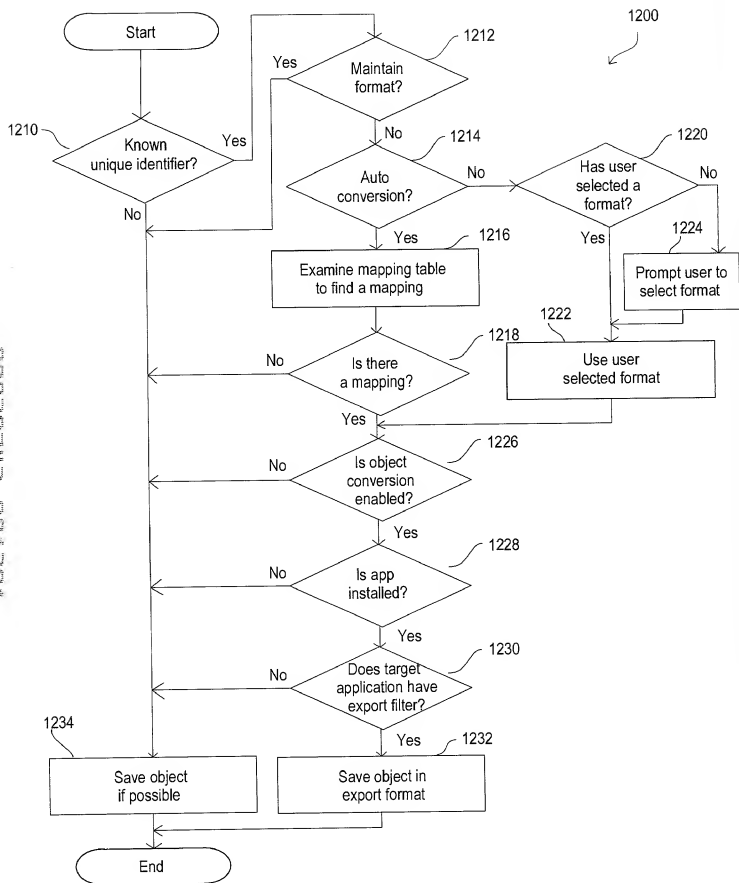 Start
1200
1212
Yes
Maintain
format?
1210
Known
unique identifier?
Yes
No
1214
1220
Auto
conversion?
No
Has user
selected a
format?
No
No
Yes
1216
Yes
1224
Examine mapping table
to find a mapping
Prompt user to
select format
1222
1218
No
Is there
a mapping?
Use user
selected format
Yes
1226
No
Is object
conversion
enabled?
Yes
1228
No
Is app
installed?
Yes
1230
No
Does target
application have
export filter?
1234
Yes
1232
Save object
if possible
Save object in
export format
End